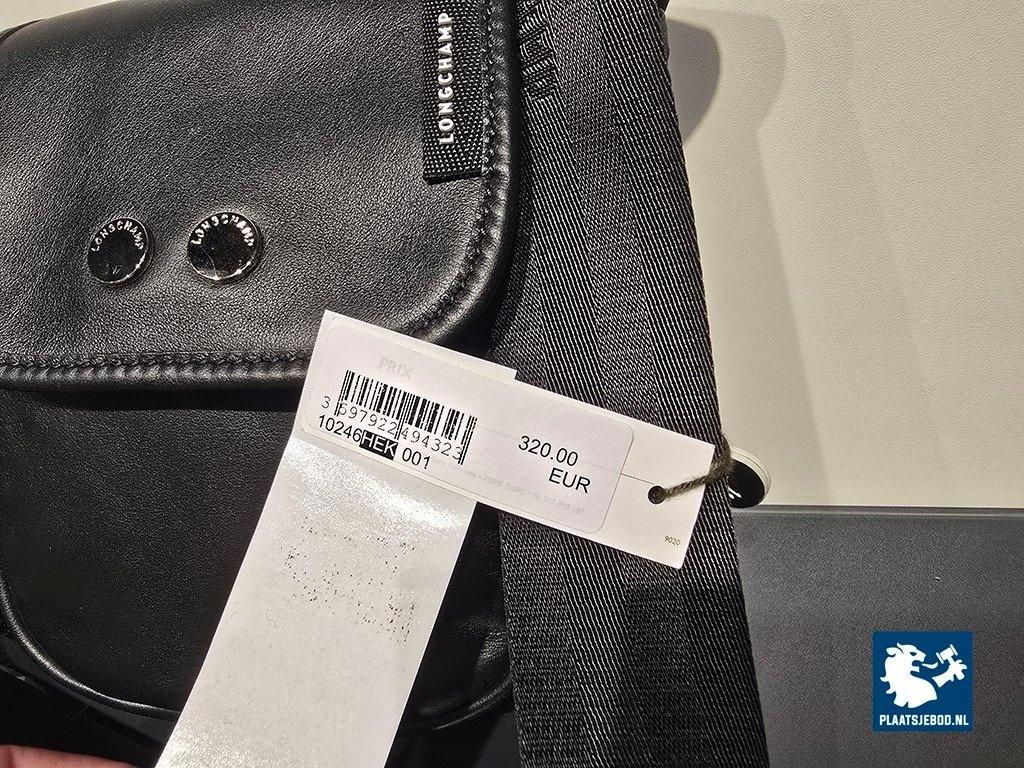 LONGCHAMP
LONGCHAMP
LONGCHAMP
PRIX
3 597922 494323
10246HEK 001
320.00
EUR
9020
PLAATSJEBOD.NL